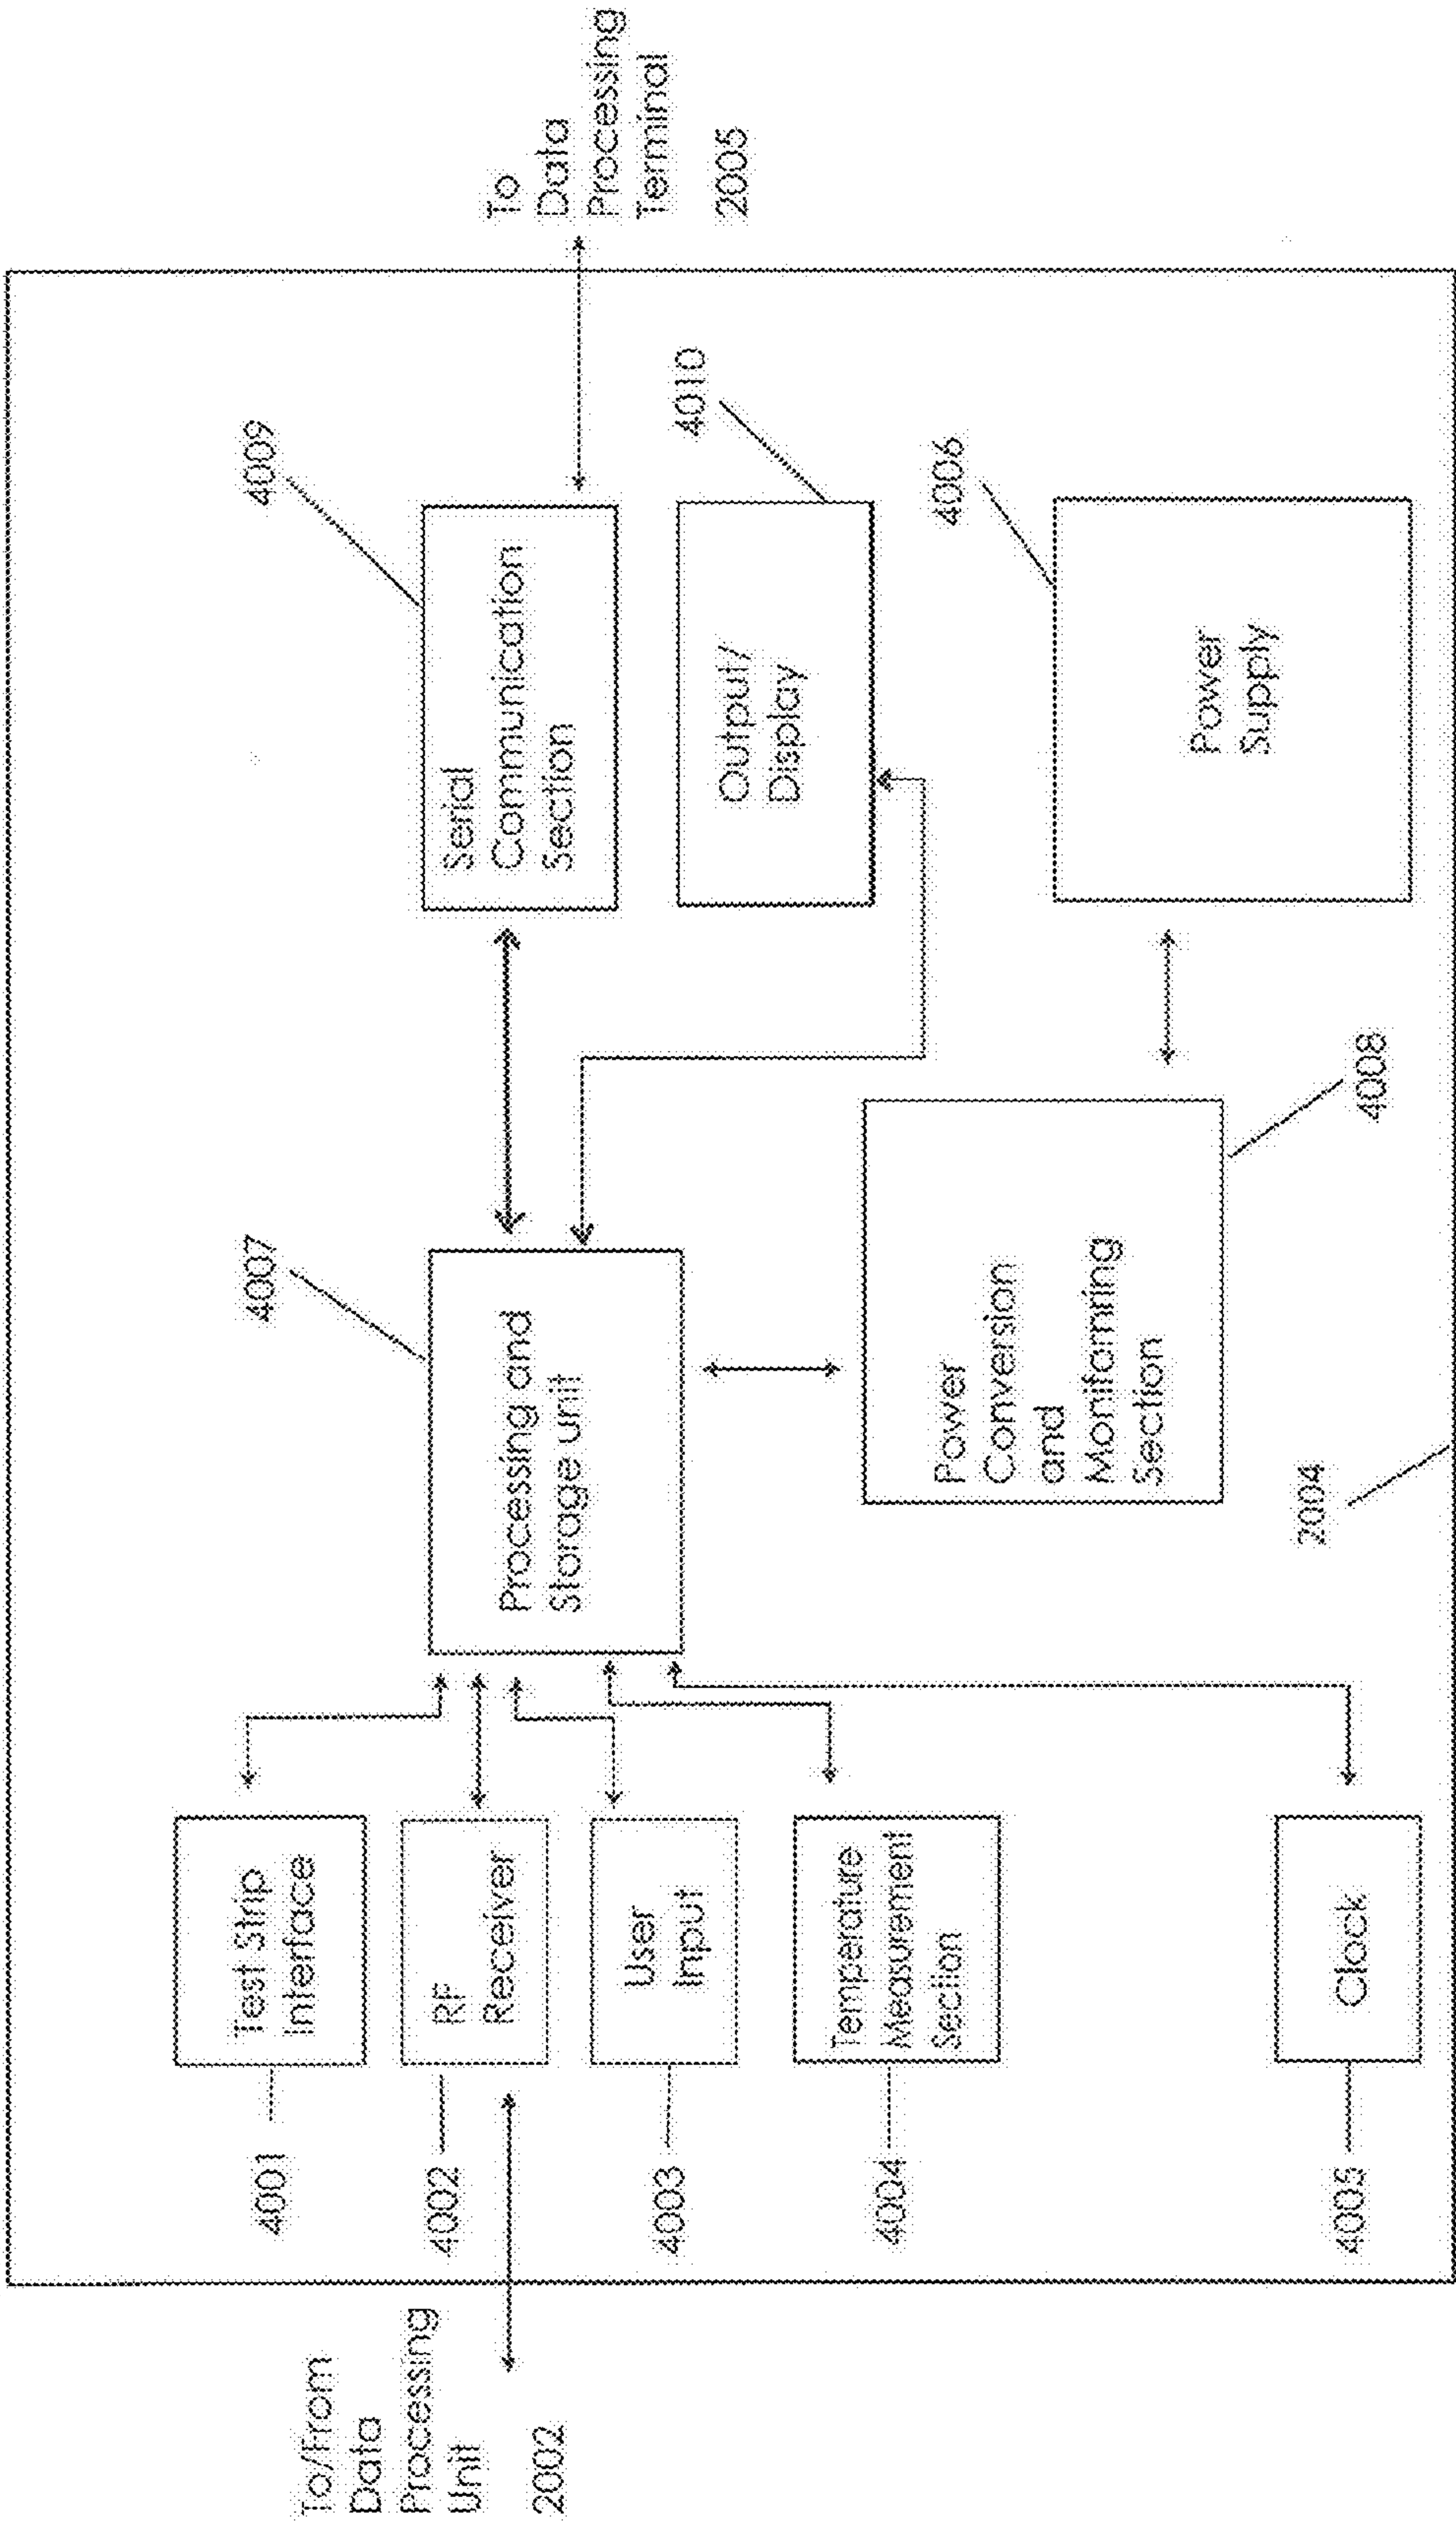 To/From
Data
Processing
Unit
2002
4001
Test Strip
Interface
4002
RF
Receiver
4003
User
Input
4004
Temperature
Measurement
Section
4005
Clock
4007
Processing and
Storage unit
Power
Conversion
and
Monifomring
Section
4008
2004
4009
Serial
Communication
Section
4010
Output/
Display
4006
Power
Supply
To
Data
Processing
Terminal
2005